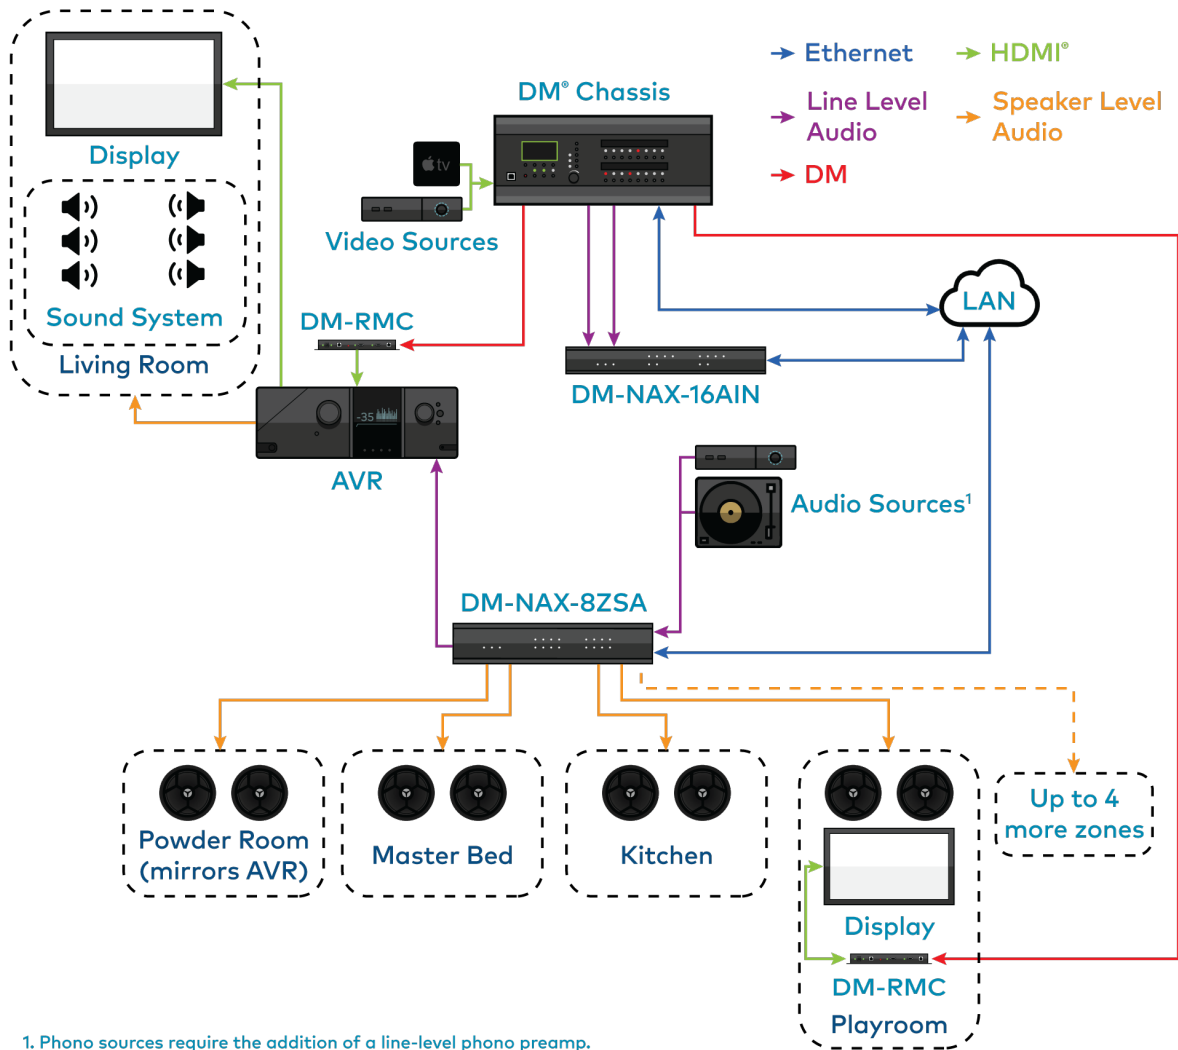 Ethernet
HDMI®
Line Level
Audio
Speaker Level
Audio
DM
DM® Chassis
tv
Video Sources
Display
Sound System
Living Room
DM-RMC
-35
AVR
LAN
DM-NAX-16AIN
Audio Sources¹
DM-NAX-8ZSA
Powder Room
(mirrors AVR)
Master Bed
Kitchen
Display
DM-RMC
Playroom
Up to 4
more zones
1. Phono sources require the addition of a line-level phono preamp.